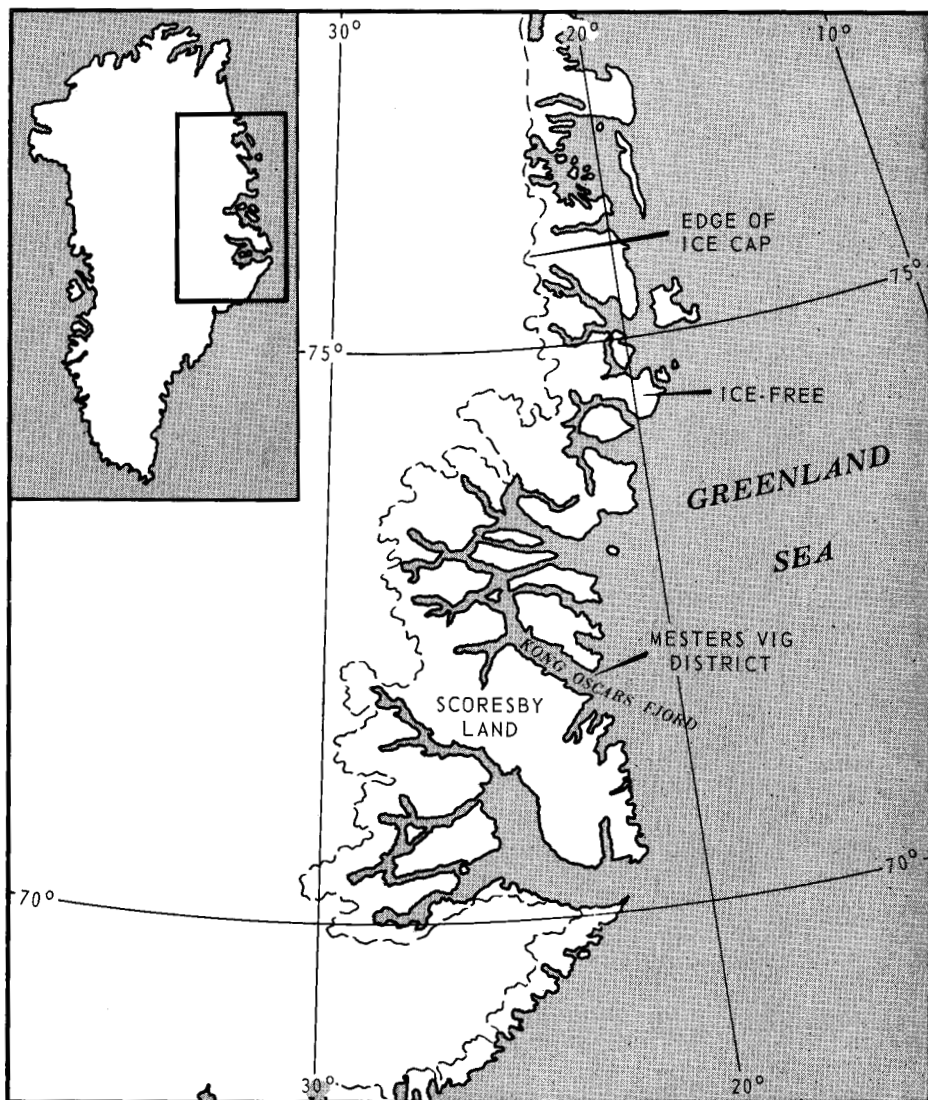 30°
20°
10°
EDGE OF
ICE CAP
75°
75°
ICE-FREE
GREENLAND
SEA
MESTERS VIG
DISTRICT
KONG OSCARS FJORD
SCORESBY
LAND
70°
70°
30°
20°